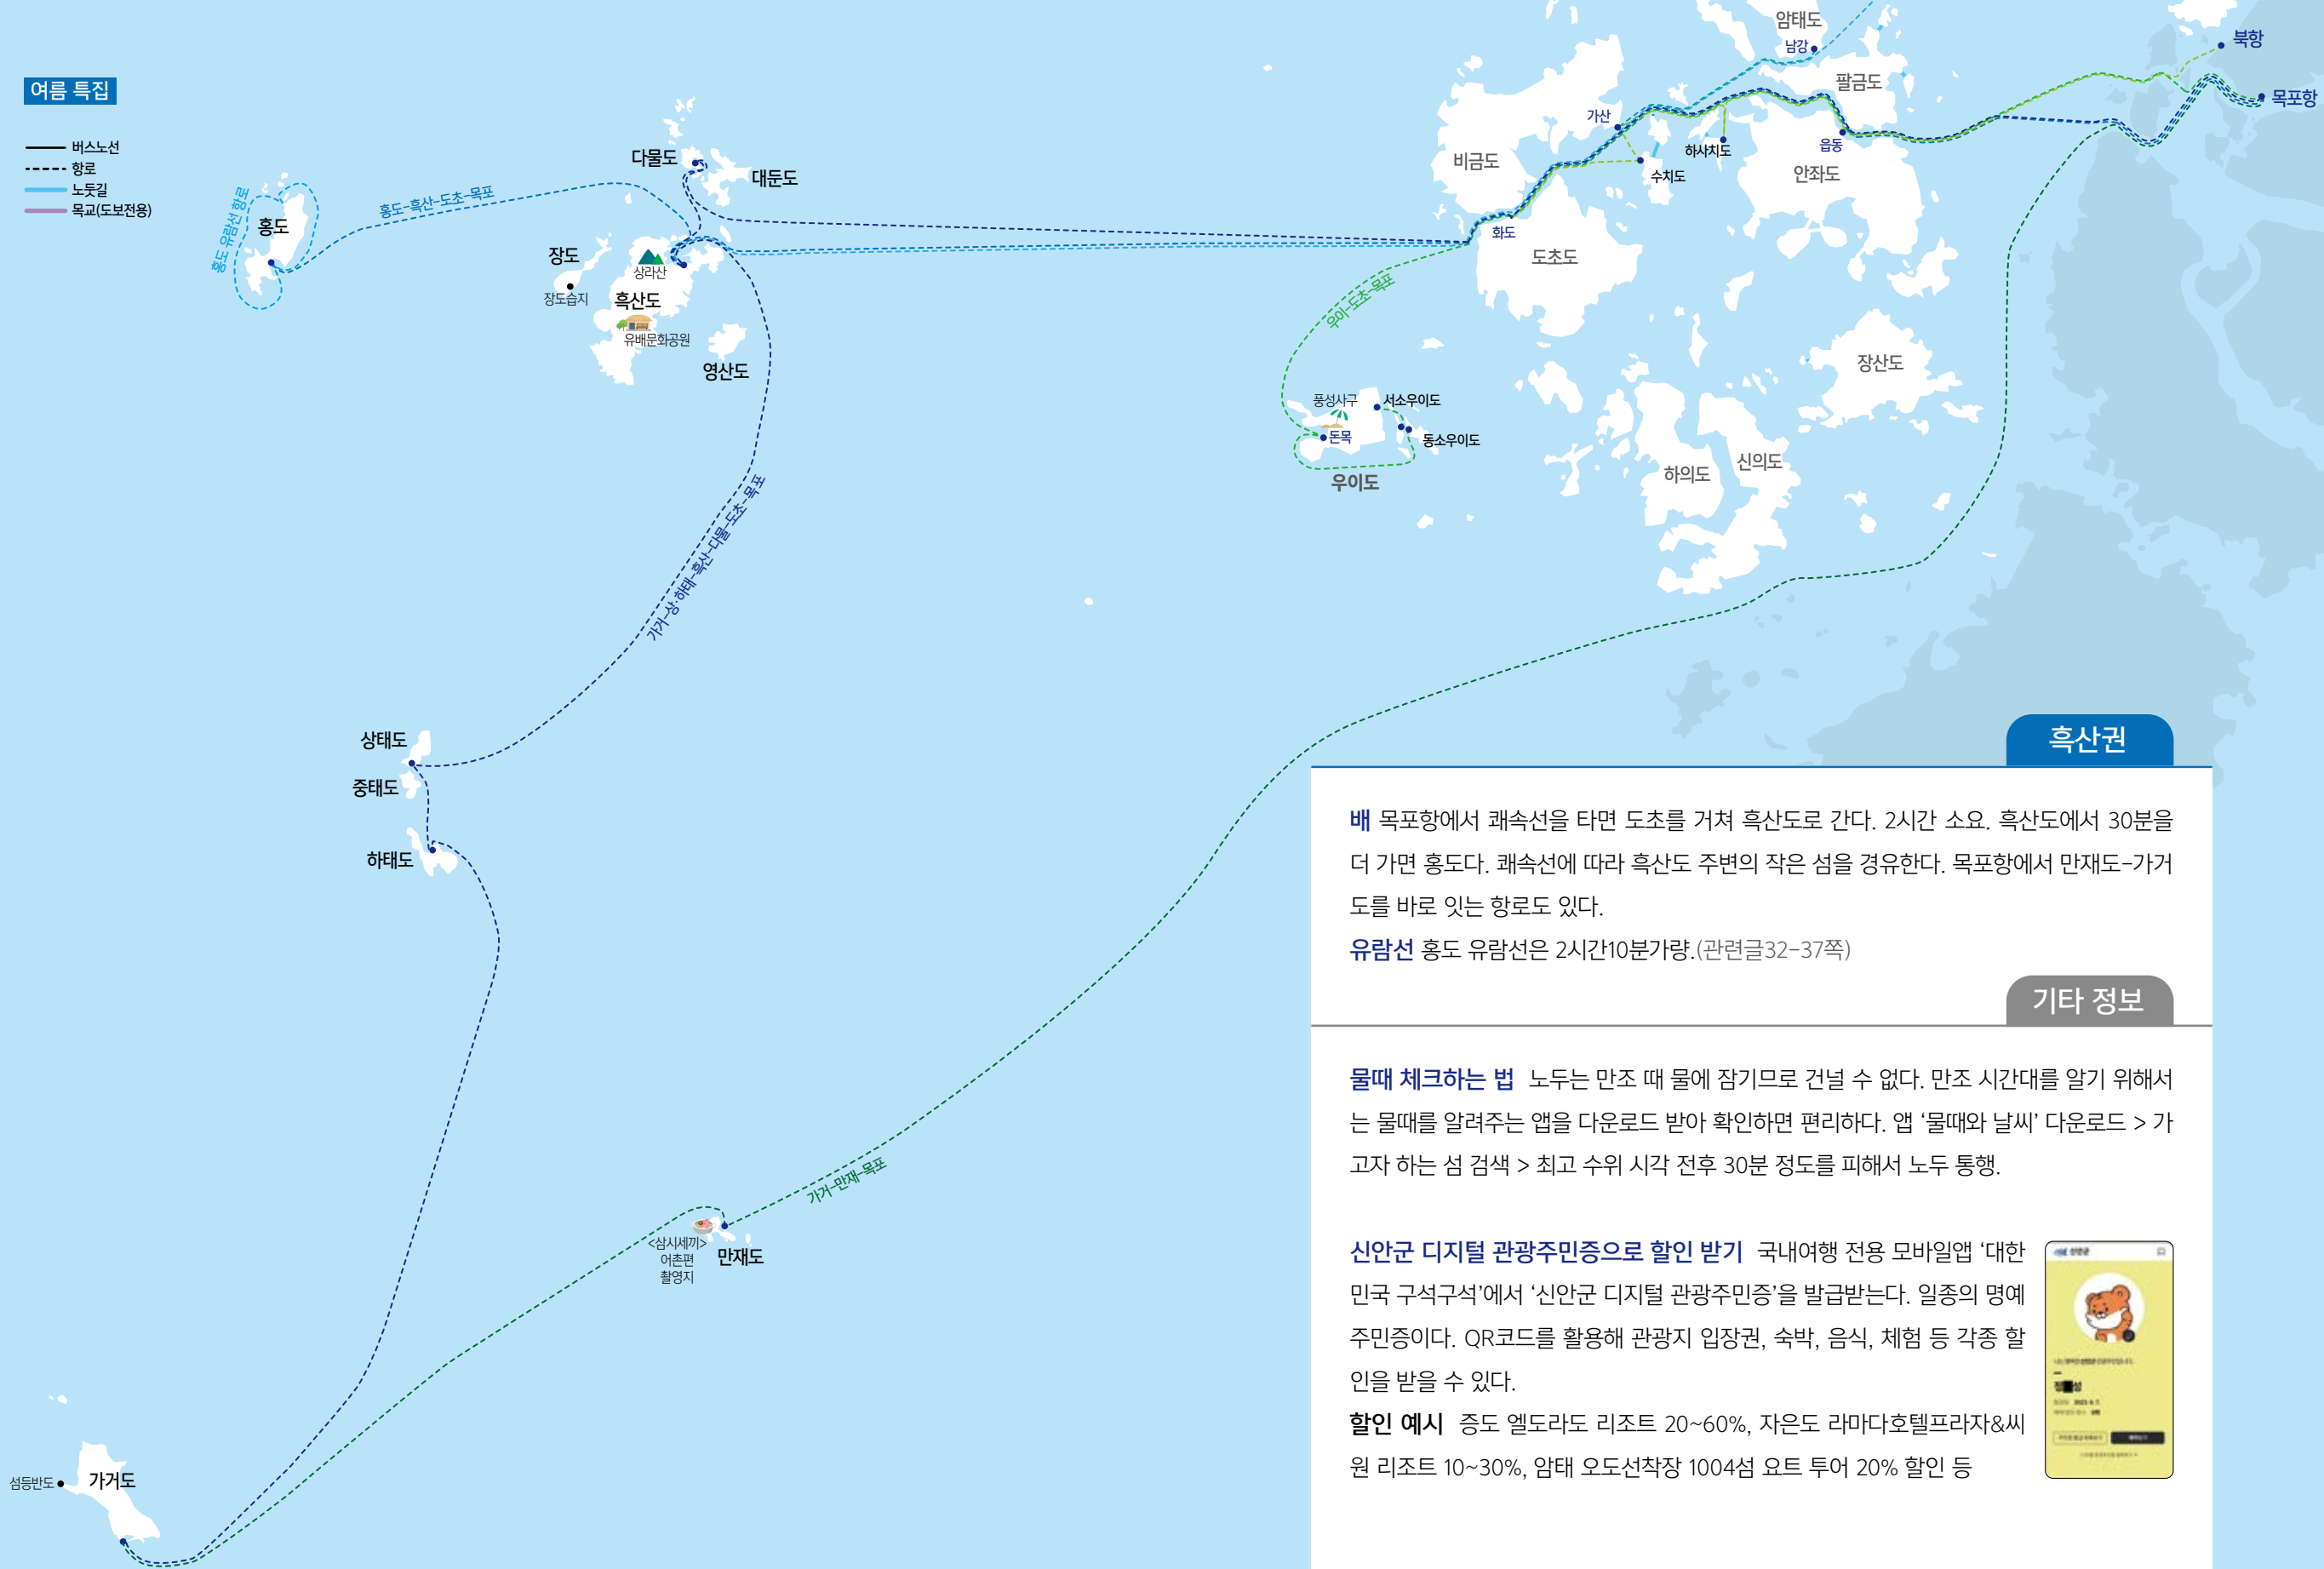 여름 특집
버스노선
항로
노둣길
목교(도보전용)
암태도
남강
팔금도
북항
목포항
가산
비금도
하사치도
읍동
수치도
안좌도
화도
도초도
다물도
대둔도
홍도-흑산-도초-목포
홍도 유람선 항로
홍도
장도
장도습지
상라산
흑산도
유배문화공원
영산도
우이-도초-목포
풍성사구
서소우이도
돈목
동소우이도
우이도
장산도
하의도
신의도
가거-상·하태-흑산-다물-도초-목포
상태도
중태도
하태도
가거-만재-목포
<삼시세끼>
어촌편
촬영지
만재도
섬등반도
가거도
흑산권
배 목포항에서 쾌속선을 타면 도초를 거쳐 흑산도로 간다. 2시간 소요. 흑산도에서 30분을
더 가면 홍도다. 쾌속선에 따라 흑산도 주변의 작은 섬을 경유한다. 목포항에서 만재도-가거
도를 바로 잇는 항로도 있다.
유람선 홍도 유람선은 2시간10분가량.(관련글32-37쪽)
기타 정보
물때 체크하는 법 노두는 만조 때 물에 잠기므로 건널 수 없다. 만조 시간대를 알기 위해서
는 물때를 알려주는 앱을 다운로드 받아 확인하면 편리하다. 앱 ‘물때와 날씨’ 다운로드 > 가
고자 하는 섬 검색 > 최고 수위 시각 전후 30분 정도를 피해서 노두 통행.
신안군 디지털 관광주민증으로 할인 받기 국내여행 전용 모바일앱 ‘대한
민국 구석구석’에서 ‘신안군 디지털 관광주민증’을 발급받는다. 일종의 명예
주민증이다. QR코드를 활용해 관광지 입장권, 숙박, 음식, 체험 등 각종 할
인을 받을 수 있다.
할인 예시 증도 엘도라도 리조트 20~60%, 자은도 라마다호텔프라자&씨
원 리조트 10~30%, 암태 오도선착장 1004섬 요트 투어 20% 할인 등
신안군